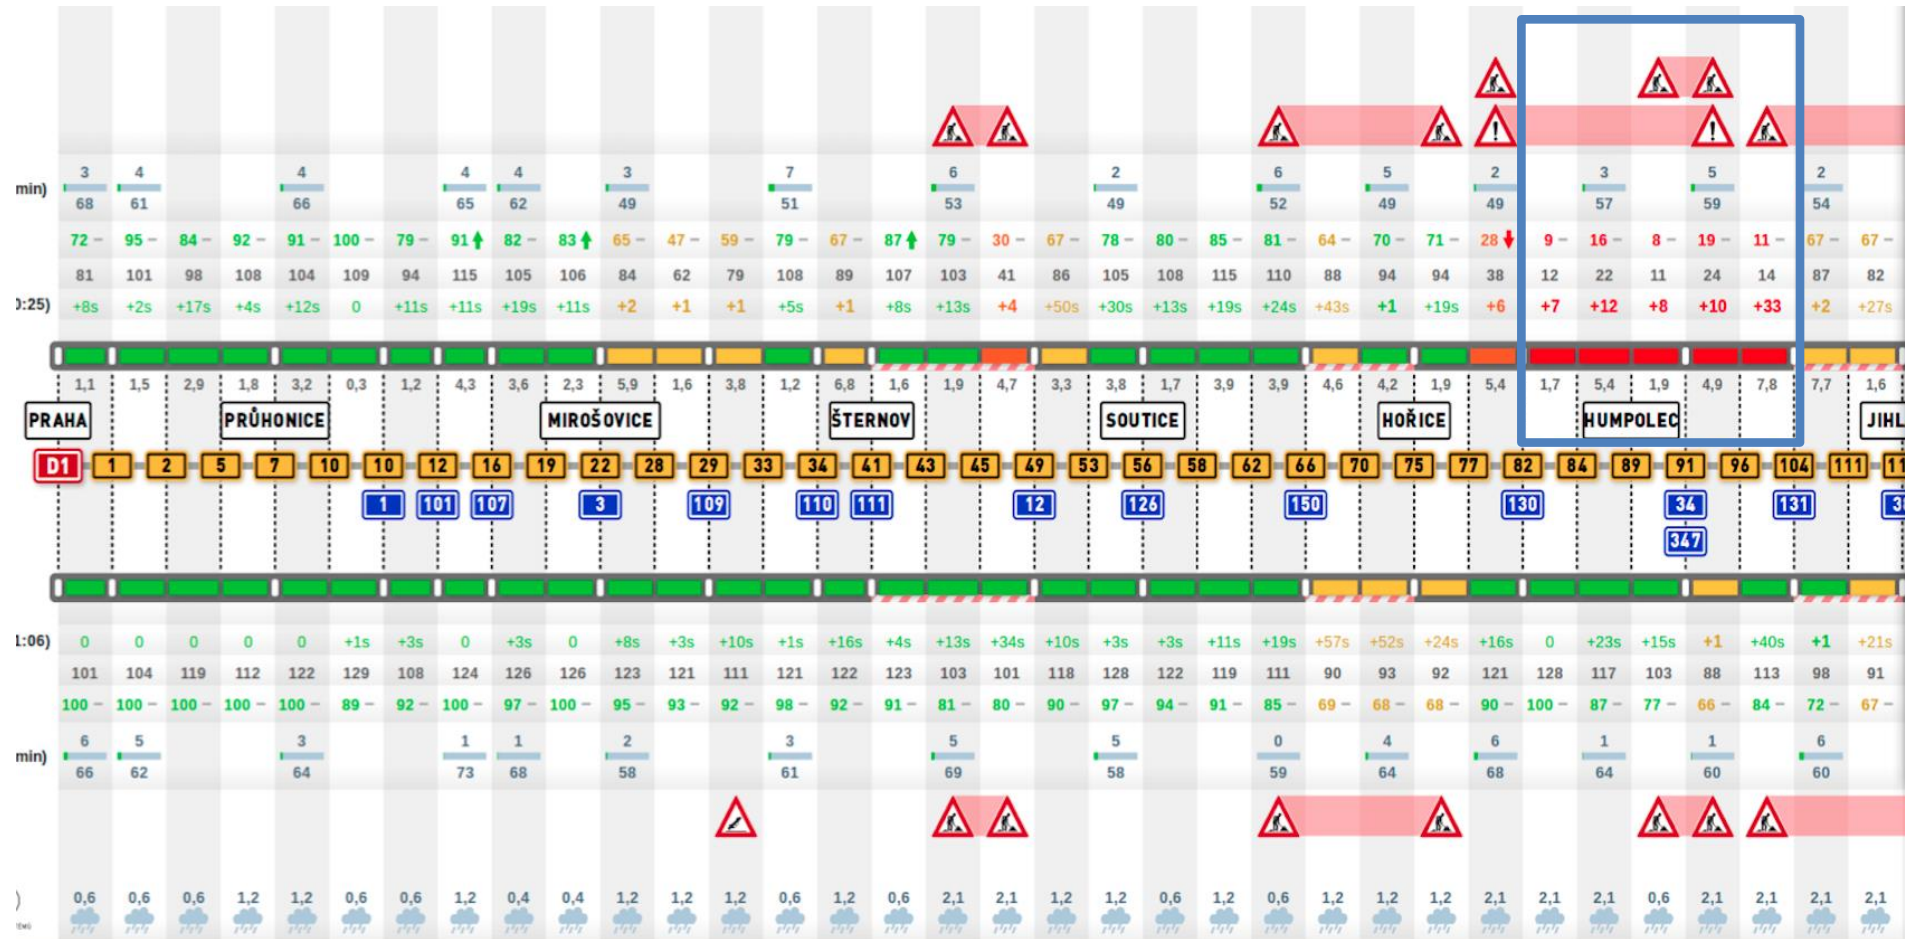 3 4 4 4 4 3 7 6 2 6 5 2 3 5 2
min)
68 61 66 65 62 49 51 53 49 52 49 49 57 59 54
72 – 95 – 84 – 92 – 91 – 100 – 79 – 91 82 – 83 65 – 47 – 59 – 79 – 67 – 87 79 – 30 – 67 – 78 – 80 – 85 – 81 – 64 – 70 – 71 – 28 9 – 16 – 8 – 19 – 11 – 67 – 67 –
81 101 98 108 104 109 94 115 105 106 84 62 79 108 89 107 103 41 86 105 108 115 110 88 94 94 38 12 22 11 24 14 87 82
0:25) +8s +2s +17s +4s +12s 0 +11s +11s +19s +11s +2 +1 +1 +5s +1 +8s +13s +4 +50s +30s +13s +19s +24s +43s +1 +19s +6 +7 +12 +8 +10 +33 +2 +27s
1,1 1,5 2,9 1,8 3,2 0,3 1,2 4,3 3,6 2,3 5,9 1,6 3,8 1,2 6,8 1,6 1,9 4,7 3,3 3,8 1,7 3,9 3,9 4,6 4,2 1,9 5,4 1,7 5,4 1,9 4,9 7,8 7,7 1,6
PRAHA PRŮHONICE MIROŠOVICE ŠTERNOV SOUTICE HOŘICE HUMPOLEC JIHL
D1 1 2 5 7 10 10 12 16 19 22 28 29 33 34 41 43 45 49 53 56 58 62 66 70 75 77 82 84 89 91 96 104 111 11
1 101 107 3 109 110 111 12 126 150 130 34 131 3
347
1:06) 0 0 0 0 0 +1s +3s 0 +3s 0 +8s +3s +10s +1s +16s +4s +13s +34s +10s +3s +3s +11s +19s +57s +52s +24s +16s 0 +23s +15s +1 +40s +1 +21s
101 104 119 112 122 129 108 124 126 126 123 121 111 121 122 123 103 101 118 128 122 119 111 90 93 92 121 128 117 103 88 113 98 91
100 – 100 – 100 – 100 – 100 – 89 – 92 – 100 – 97 – 100 – 95 – 93 – 92 – 98 – 92 – 91 – 81 – 80 – 90 – 97 – 94 – 91 – 85 – 69 – 68 – 68 – 90 – 100 – 87 – 77 – 66 – 84 – 72 – 67 –
6 5 3 1 1 2 3 5 5 0 4 6 1 1 6
min)
66 62 64 73 68 58 61 69 58 59 64 68 64 60 60
) 0,6 0,6 0,6 1,2 1,2 0,6 0,6 1,2 0,4 0,4 1,2 1,2 1,2 0,6 1,2 0,6 2,1 2,1 1,2 1,2 0,6 1,2 0,6 1,2 1,2 1,2 2,1 2,1 2,1 0,6 2,1 2,1 2,1 2,1